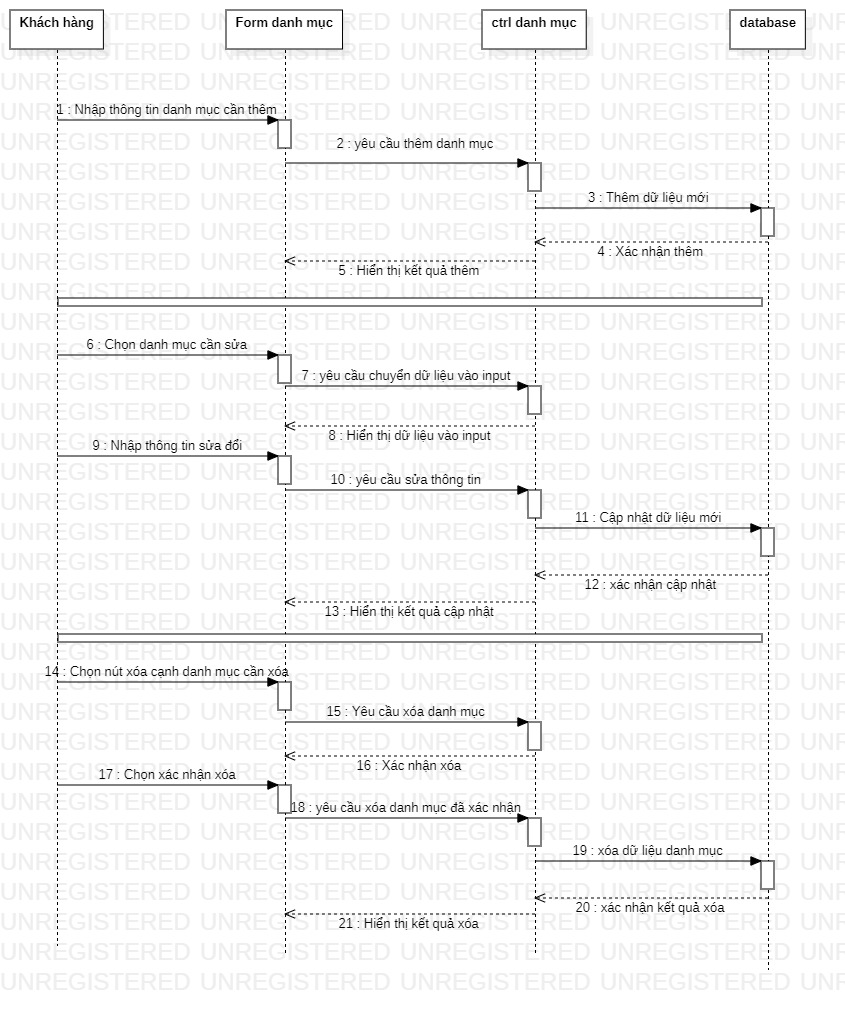 Khách hàng
Form danh mục
ctrl danh mục
database
1 : Nhập thông tin danh mục cần thêm
2 : yêu cầu thêm danh mục
3 : Thêm dữ liệu mới
4 : Xác nhận thêm
5 : Hiển thị kết quả thêm
6 : Chọn danh mục cần sửa
7 : yêu cầu chuyển dữ liệu vào input
8 : Hiển thị dữ liệu vào input
9 : Nhập thông tin sửa đổi
10 : yêu cầu sửa thông tin
11 : Cập nhật dữ liệu mới
12 : xác nhận cập nhật
13 : Hiển thị kết quả cập nhật
14 : Chọn nút xóa cạnh danh mục cần xóa
15 : Yêu cầu xóa danh mục
16 : Xác nhận xóa
17 : Chọn xác nhận xóa
18 : yêu cầu xóa danh mục đã xác nhận
19 : xóa dữ liệu danh mục
20 : xác nhận kết quả xóa
21 : Hiển thị kết quả xóa
UNREGISTERED